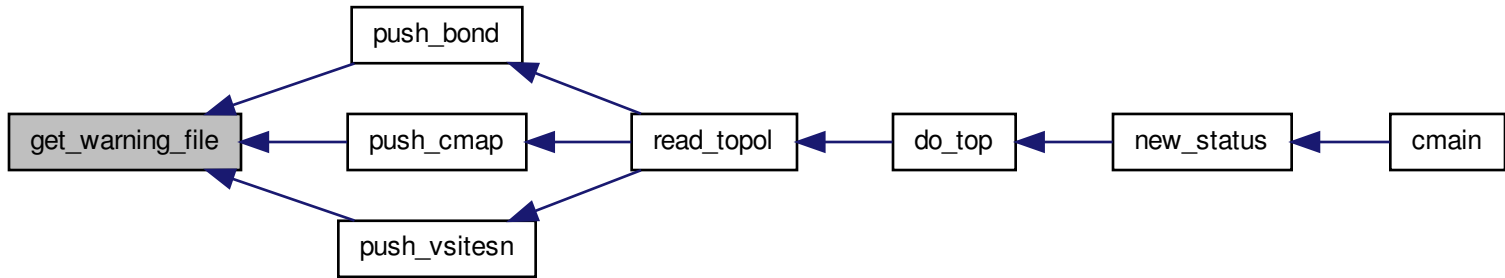 push_bond
get_warning_file
push_cmap
read_topol
do_top
new_status
cmain
push_vsitesn